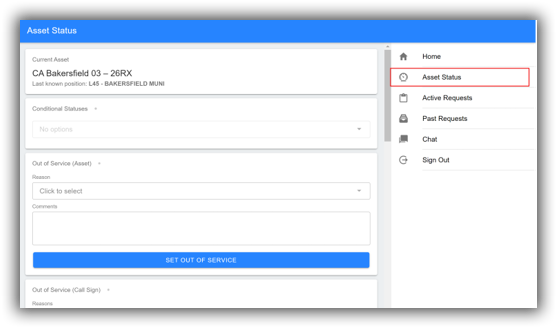 Asset Status
Current Asset
CA Bakersfield 03 – 26RX
Last known position: L45 - BAKERSFIELD MUNI
Conditional Statuses
No options
Out of Service (Asset)
Reason
Click to select
Comments
SET OUT OF SERVICE
Out of Service (Call Sign)
Reasons
Home
Asset Status
Active Requests
Past Requests
Chat
Sign Out